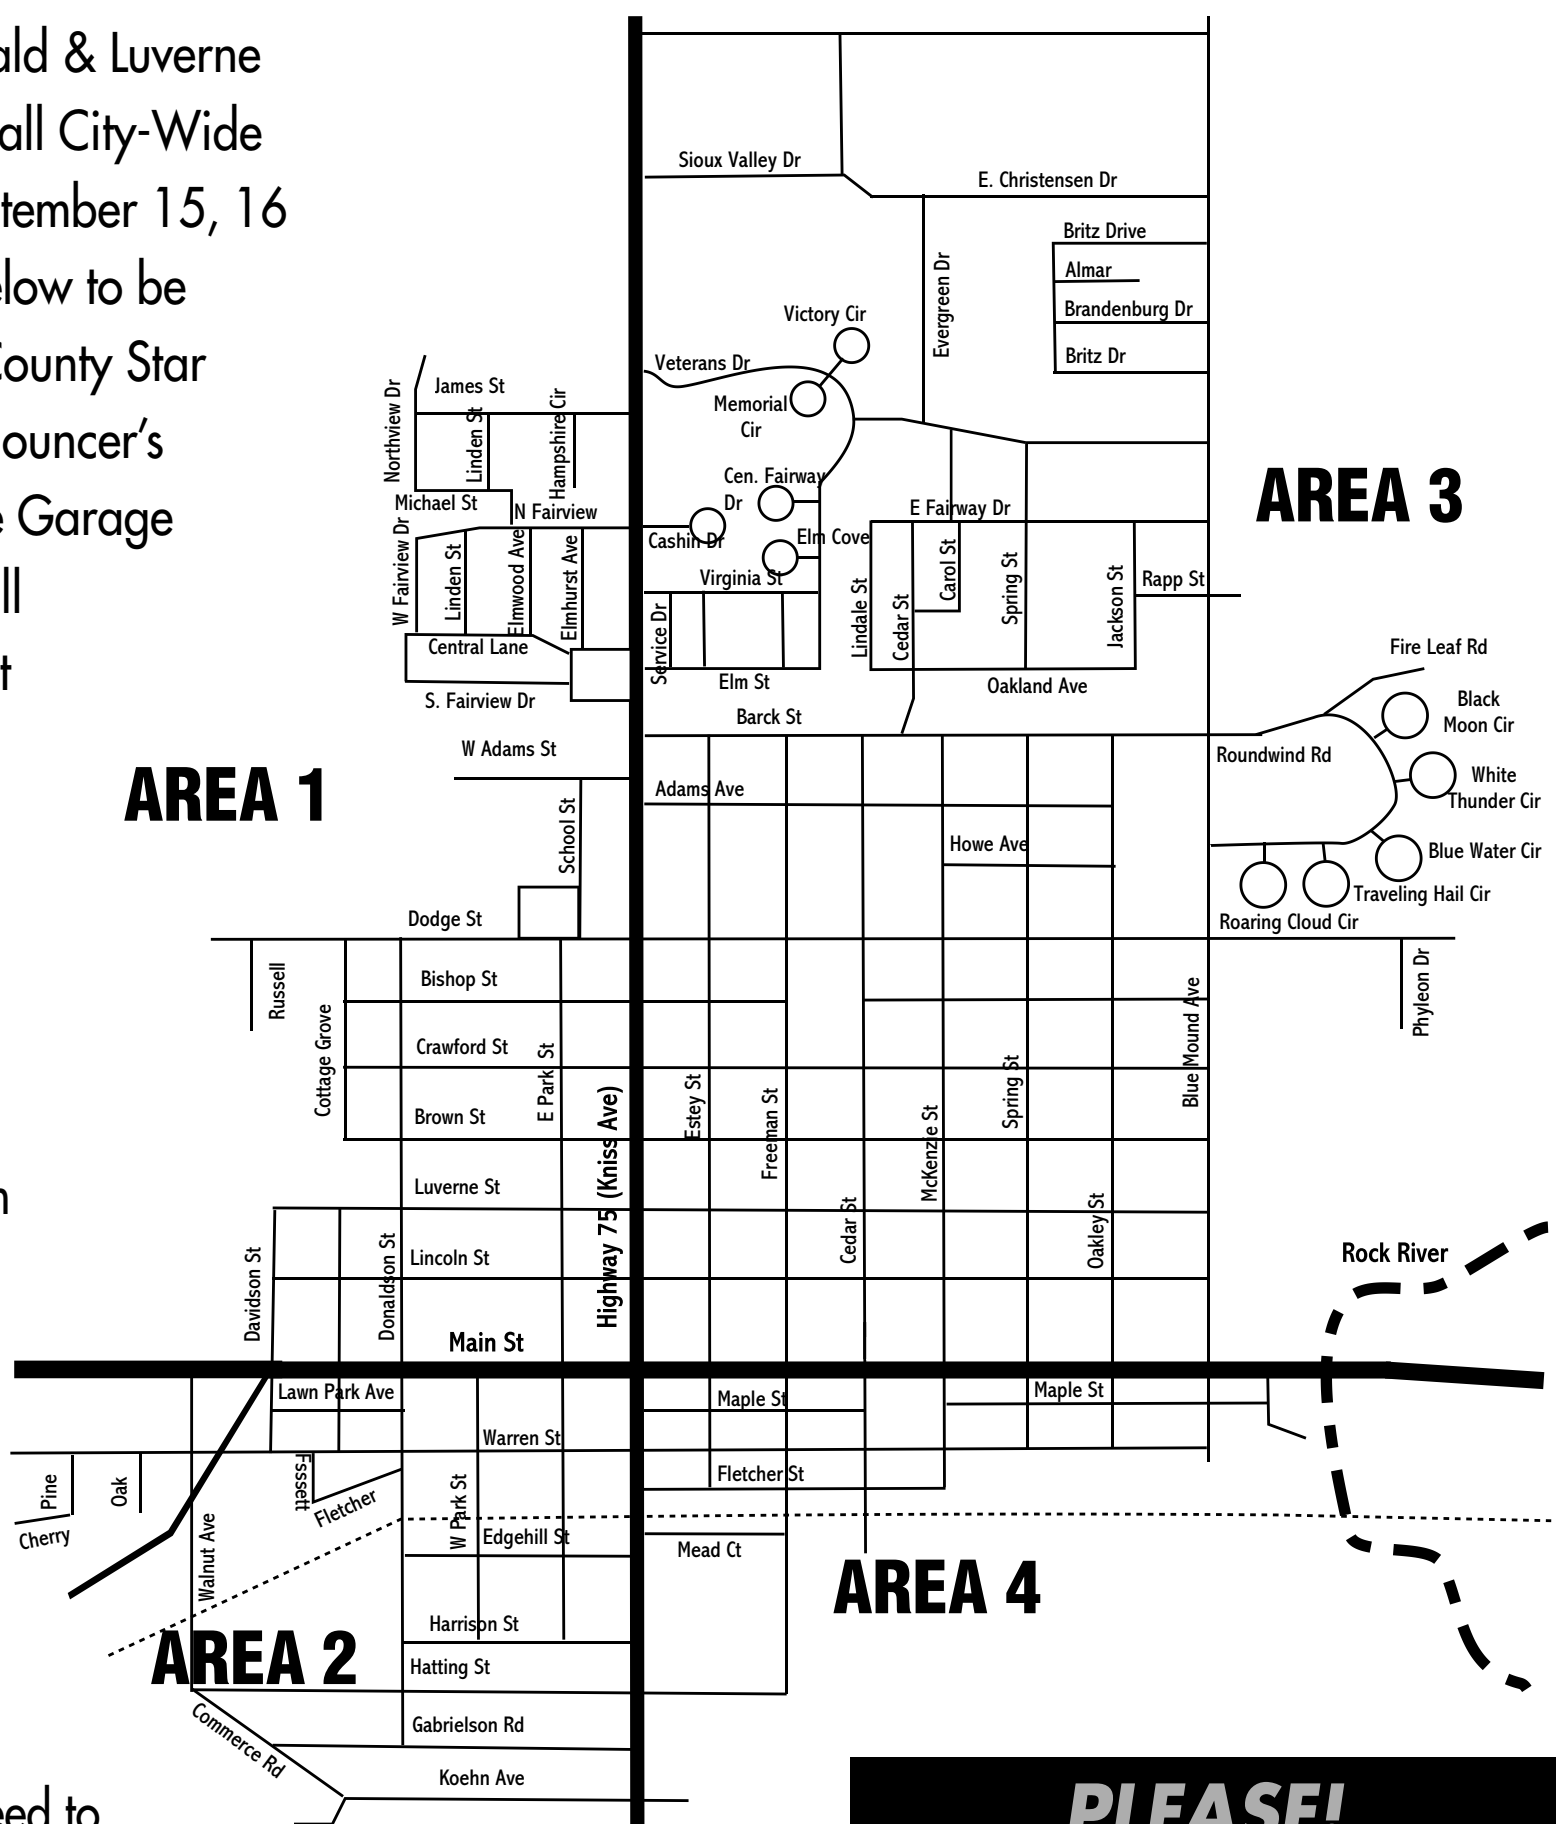 ald & Luverne
all City-Wide
tember 15, 16
elow to be
County Star
ouncer's
e Garage
ll
t
n
eed to
Sioux Valley Dr
E. Christensen Dr
Britz Drive
Almar
Brandenburg Dr
Britz Dr
Evergreen Dr
Victory Cir
Veterans Dr
Memorial
Cir
James St
Northview Dr
Linden St
Hampshire Cir
Michael St
N Fairview
Cen. Fairway
Dr
E Fairway Dr
AREA 3
Cashin Dr
Elm Cove
W Fairview Dr
Linden St
Elmwood Ave
Elmhurst Ave
Virginia St
Service Dr
Lindale St
Cedar St
Carol St
Spring St
Jackson St
Rapp St
Central Lane
S. Fairview Dr
Elm St
Oakland Ave
Fire Leaf Rd
Black
Moon Cir
Barck St
W Adams St
Roundwind Rd
White
Thunder Cir
AREA 1
Adams Ave
School St
Howe Ave
Blue Water Cir
Traveling Hail Cir
Roaring Cloud Cir
Dodge St
Russell
Bishop St
Cottage Grove
Crawford St
E Park St
Brown St
Highway 75 (Kniss Ave)
Estey St
Freeman St
Cedar St
McKenzie St
Spring St
Oakley St
Blue Mound Ave
Phyleon Dr
Luverne St
Davidson St
Donaldson St
Lincoln St
Rock River
Main St
Lawn Park Ave
Maple St
Maple St
Warren St
Pine
Oak
Cherry
Fsssett
Fletcher
Fletcher St
Walnut Ave
W Park St
Edgehill St
Mead Ct
AREA 4
Harrison St
AREA 2
Hatting St
Commerce Rd
Gabrielson Rd
Koehn Ave
PLEASE!